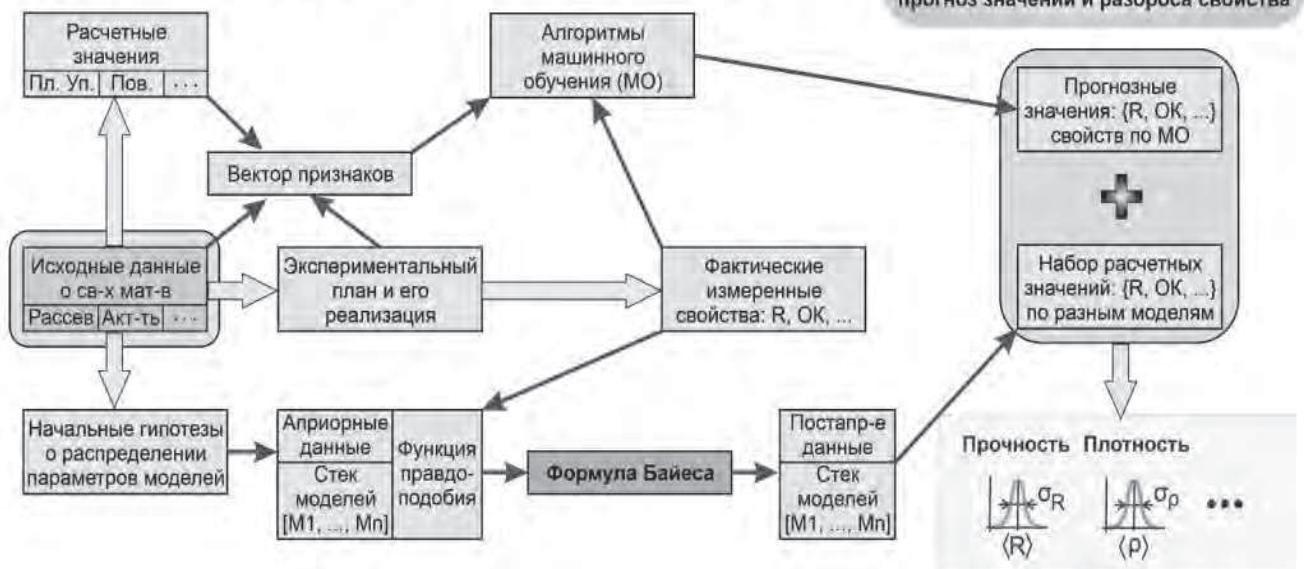 прогноз значений и разброса свойства
Расчетные
значения
Пл. Уп. Пов. ...
Алгоритмы
машинного
обучения (МО)
Прогнозные
значения: {R, ОК, ...}
свойств по МО
Вектор признаков
Исходные данные
о св-х мат-в
Рассев Акт-ть ...
Экспериментальный
план и его
реализация
Фактические
измеренные
свойства: R, ОК, ...
Набор расчетных
значений: {R, ОК, ...}
по разным моделям
Начальные гипотезы
о распределении
параметров моделей
Априорные
данные
Стек
моделей
[M1, ..., Mn]
Функция
правдо-
подобия
Формула Байеса
Постапр-е
данные
Стек
моделей
[M1, ..., Mn]
Прочность Плотность
σR σρ ...
⟨R⟩ ⟨ρ⟩